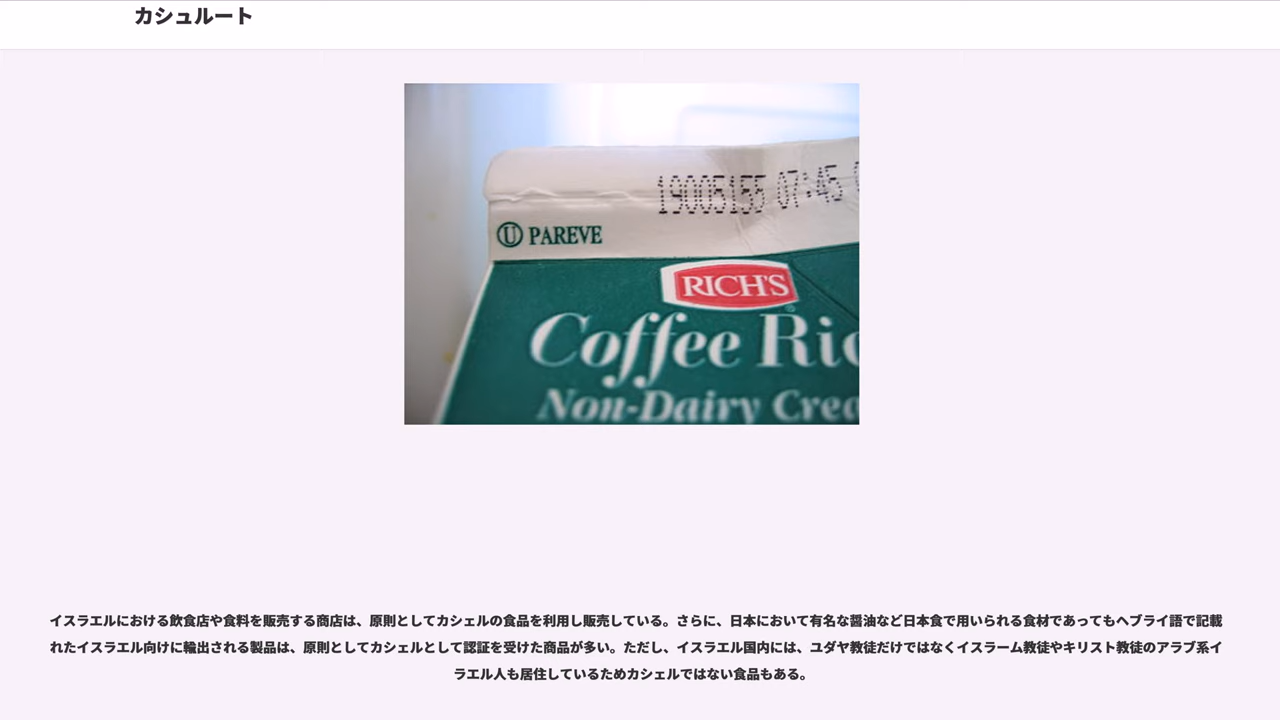 カシュルート
19005155 07:45
Ⓤ PAREVE
RICH'S
Coffee Ric
Non-Dairy Crea
イスラエルにおける飲食店や食料を販売する商店は、原則としてカシェルの食品を利用し販売している。さらに、日本において有名な醤油など日本食で用いられる食材であってもヘブライ語で記載
れたイスラエル向けに輸出される製品は、原則としてカシェルとして認証を受けた商品が多い。ただし、イスラエル国内には、ユダヤ教徒だけではなくイスラーム教徒やキリスト教徒のアラブ系イ
ラエル人も居住しているためカシェルではない食品もある。